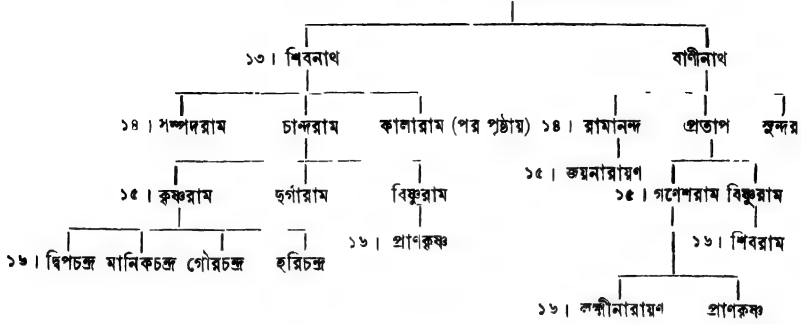 ১৩। শিবনাথ বাণীনাথ
১৪। সম্পদরাম চান্দরাম কালারাম (পর পৃষ্ঠায়) ১৪। রামানন্দ প্রতাপ সুন্দর
১৫। জয়নারায়ণ
১৫। কৃষ্ণরাম দুর্গারাম বিষ্ণুরাম ১৫। গণেশরাম বিষ্ণুরাম
১৬। প্রাণকৃষ্ণ ১৬। শিবরাম
১৬। দ্বিপচন্দ্র মানিকচন্দ্র গৌরচন্দ্র হরিচন্দ্র
১৬। লক্ষ্মীনারায়ণ প্রাণকৃষ্ণ